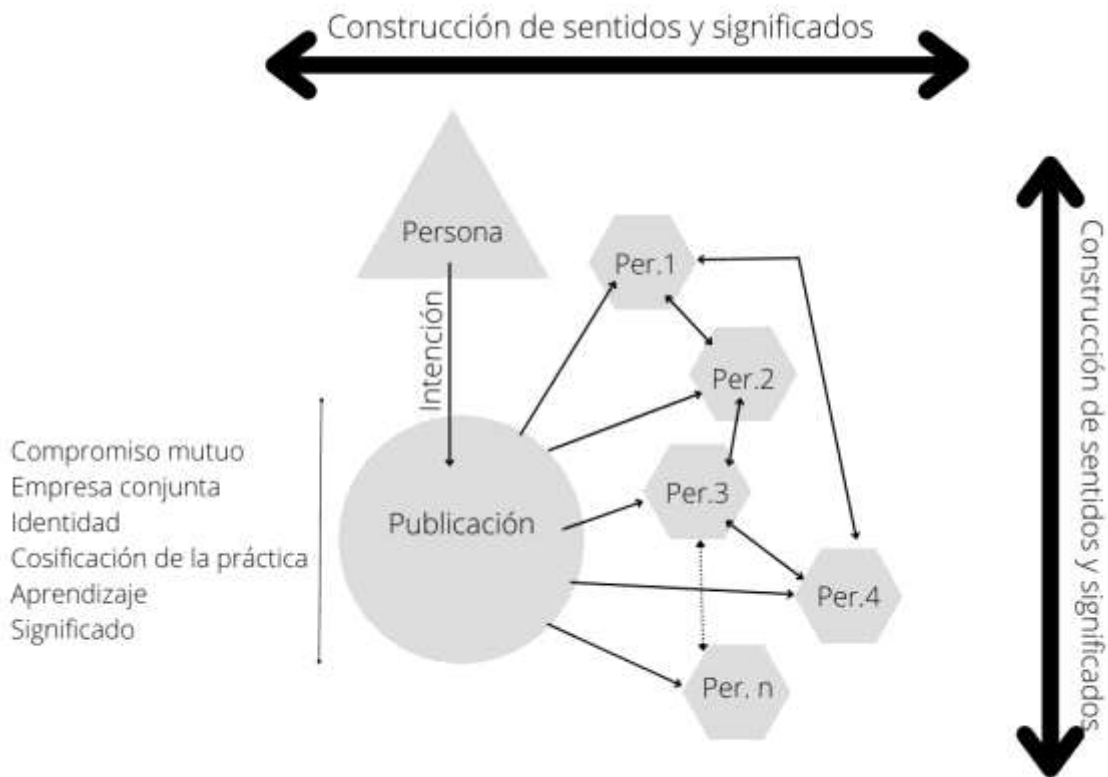 Construcción de sentidos y significados
Persona
Intención
Per.1
Per.2
Per.3
Per.4
Per. n
Publicación
Compromiso mutuo
Empresa conjunta
Identidad
Cosificación de la práctica
Aprendizaje
Significado
Construcción de sentidos y significados